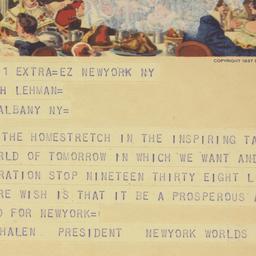 COPYRIGHT 1937
1 EXTRA=EZ NEWYORK NY
H LEHMAN=
ALBANY NY=
THE HOMESTRETCH IN THE INSPIRING TA
RLD OF TOMORROW IN WHICH WE WANT AND
RATION STOP NINETEEN THIRTY EIGHT L
RE WISH IS THAT IT BE A PROSPEROUS A
D FOR NEWYORK=
HALEN PRESIDENT NEWYORK WORLDS